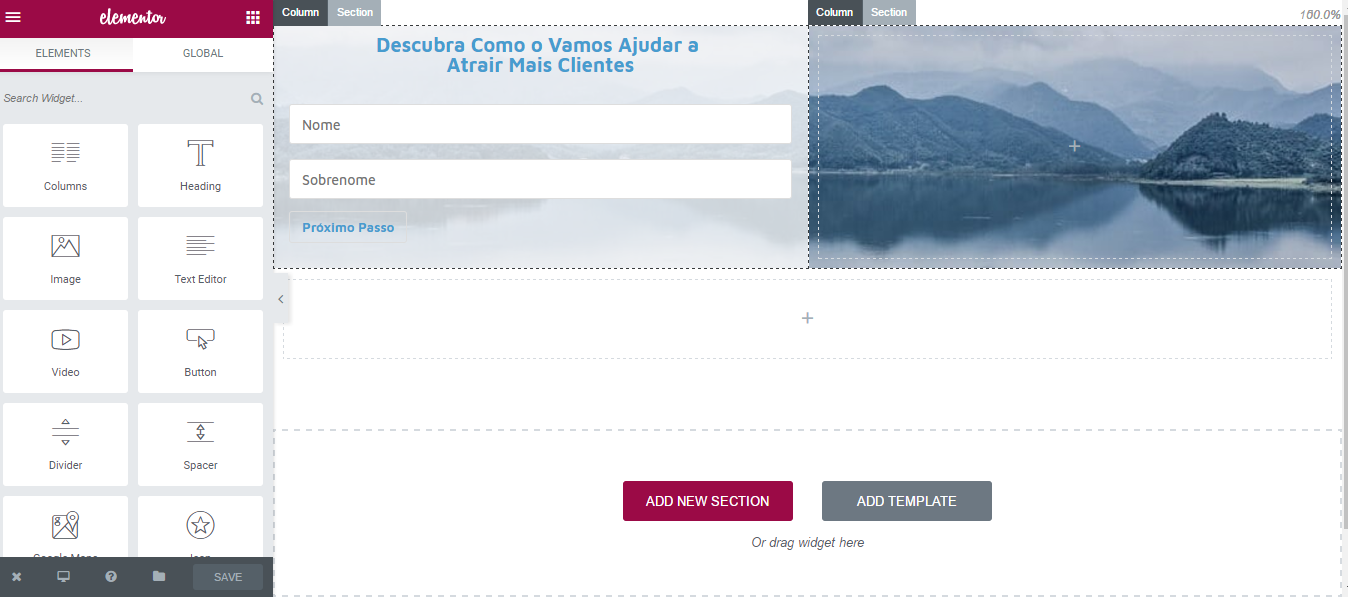 elementor
ELEMENTS
GLOBAL
Search Widget...
Columns
Heading
Image
Text Editor
Video
Button
Divider
Spacer
Google Maps
Icon
SAVE
Column
Section
Descubra Como o Vamos Ajudar a
Atrair Mais Clientes
Nome
Sobrenome
Próximo Passo
Column
Section
100.0%
ADD NEW SECTION
ADD TEMPLATE
Or drag widget here